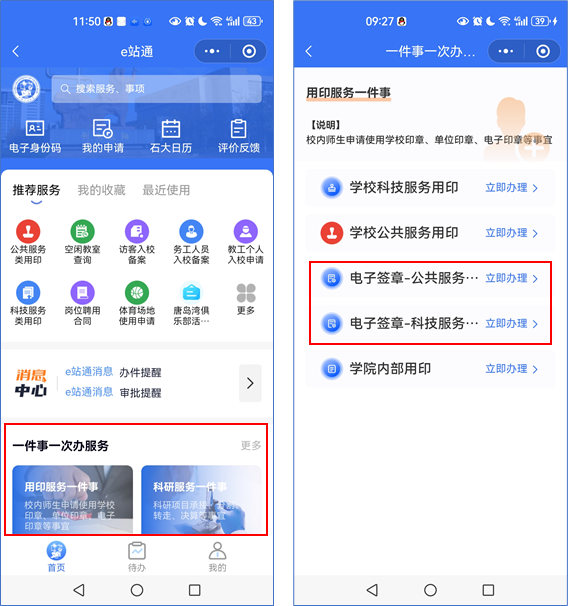 11:50
43
e站通
搜索服务、事项
电子身份码
我的申请
石大日历
评价反馈
推荐服务
我的收藏
最近使用
公共服务
类用印
空闲教室
查询
访客入校
备案
务工人员
入校备案
教工个人
入校申请
科技服务
类用印
岗位聘用
合同
体育场地
使用申请
唐岛湾俱
乐部活…
更多
消息
中心
e站通消息 办件提醒
e站通消息 审批提醒
一件事一次办服务
更多
用印服务一件事
校内师生申请使用学校
印章、单位印章、电子
印章等事宜
科研服务一件事
科研项目承接、
转走、决算等事宜
首页
待办
我的
09:27
39
一件事一次办…
用印服务一件事
【说明】
校内师生申请使用学校印章、单位印章、电子印章等事宜
学校科技服务用印
立即办理
学校公共服务用印
立即办理
电子签章-公共服务…
立即办理
电子签章-科技服务…
立即办理
学院内部用印
立即办理